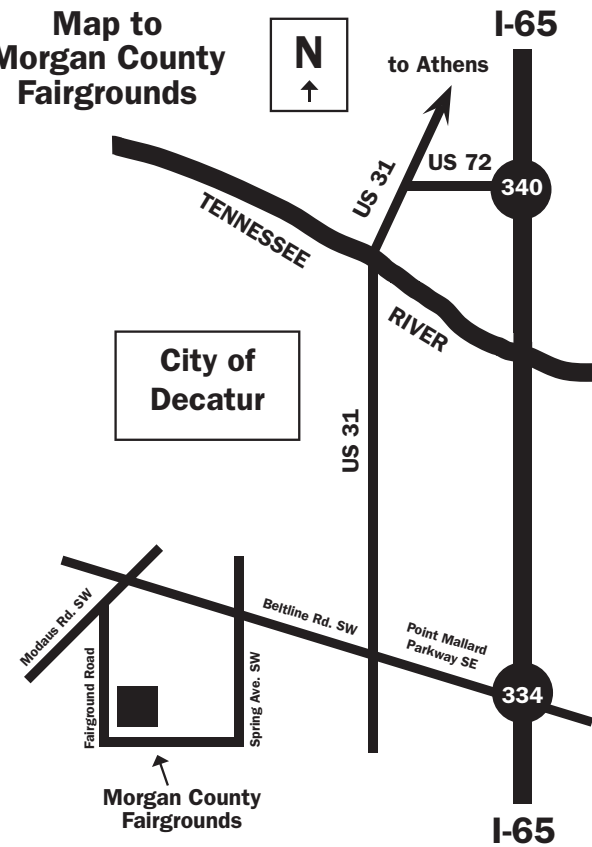 Map to
Morgan County
Fairgrounds
N
I-65
to Athens
US 31
US 72
340
TENNESSEE
RIVER
City of
Decatur
US 31
Modaus Rd. SW
Beltline Rd. SW
Point Mallard
Parkway SE
334
Fairground Road
Spring Ave. SW
Morgan County
Fairgrounds
I-65